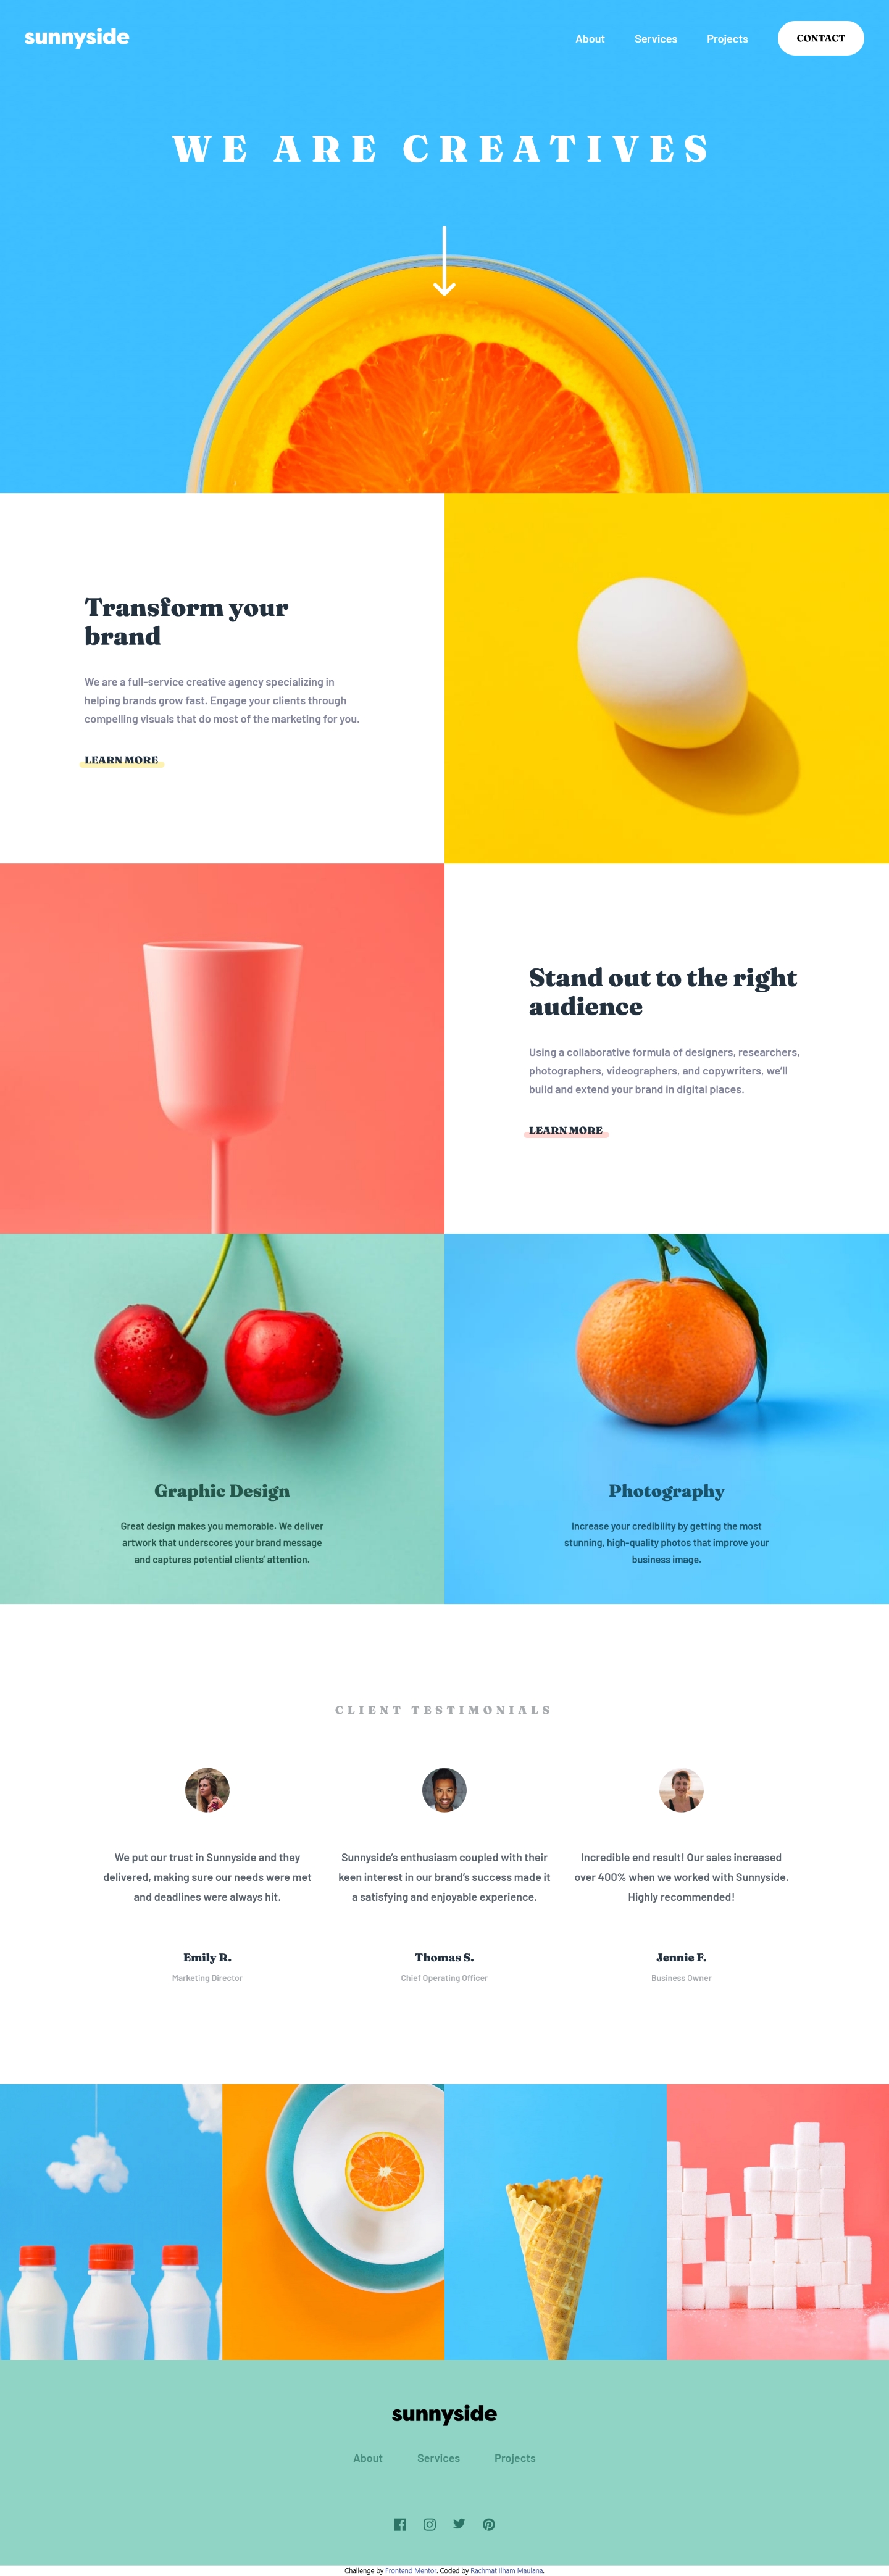 sunnyside
About Services Projects CONTACT
WE ARE CREATIVES
Transform your
brand
We are a full-service creative agency specializing in
helping brands grow fast. Engage your clients through
compelling visuals that do most of the marketing for you.
LEARN MORE
Stand out to the right
audience
Using a collaborative formula of designers, researchers,
photographers, videographers, and copywriters, we'll
build and extend your brand in digital places.
LEARN MORE
Graphic Design
Great design makes you memorable. We deliver
artwork that underscores your brand message
and captures potential clients' attention.
Photography
Increase your credibility by getting the most
stunning, high-quality photos that improve your
business image.
CLIENT TESTIMONIALS
We put our trust in Sunnyside and they
delivered, making sure our needs were met
and deadlines were always hit.
Emily R.
Marketing Director
Sunnyside's enthusiasm coupled with their
keen interest in our brand's success made it
a satisfying and enjoyable experience.
Thomas S.
Chief Operating Officer
Incredible end result! Our sales increased
over 400% when we worked with Sunnyside.
Highly recommended!
Jennie F.
Business Owner
sunnyside
About Services Projects
Challenge by Frontend Mentor. Coded by Rachmat Ilham Maulana.